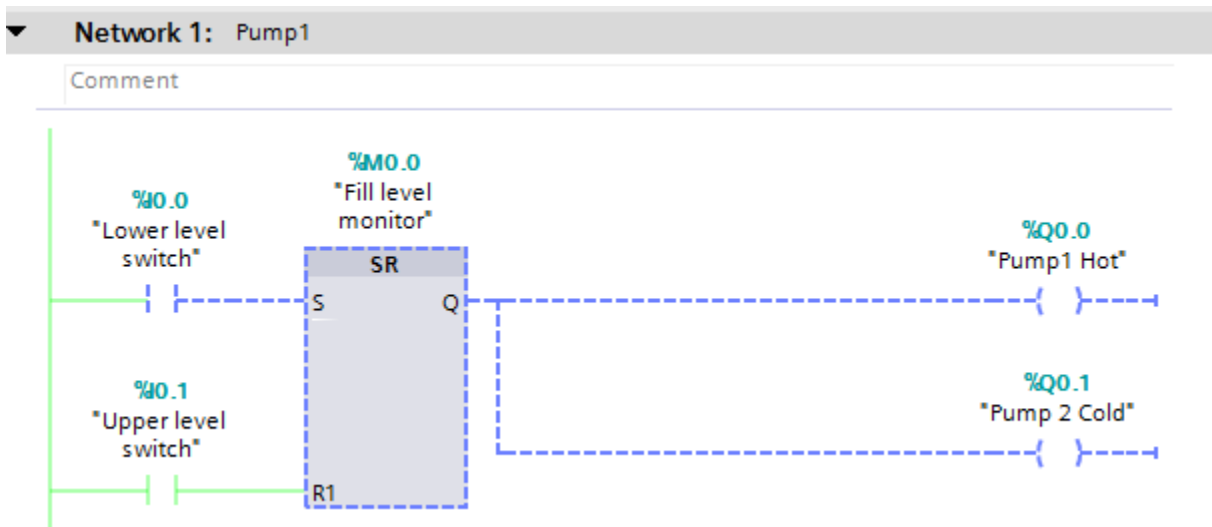 Network 1: Pump1
Comment
%M0.0
"Fill level
monitor"
%I0.0
"Lower level
switch"
SR
S
Q
%Q0.0
"Pump1 Hot"
%I0.1
"Upper level
switch"
R1
%Q0.1
"Pump 2 Cold"